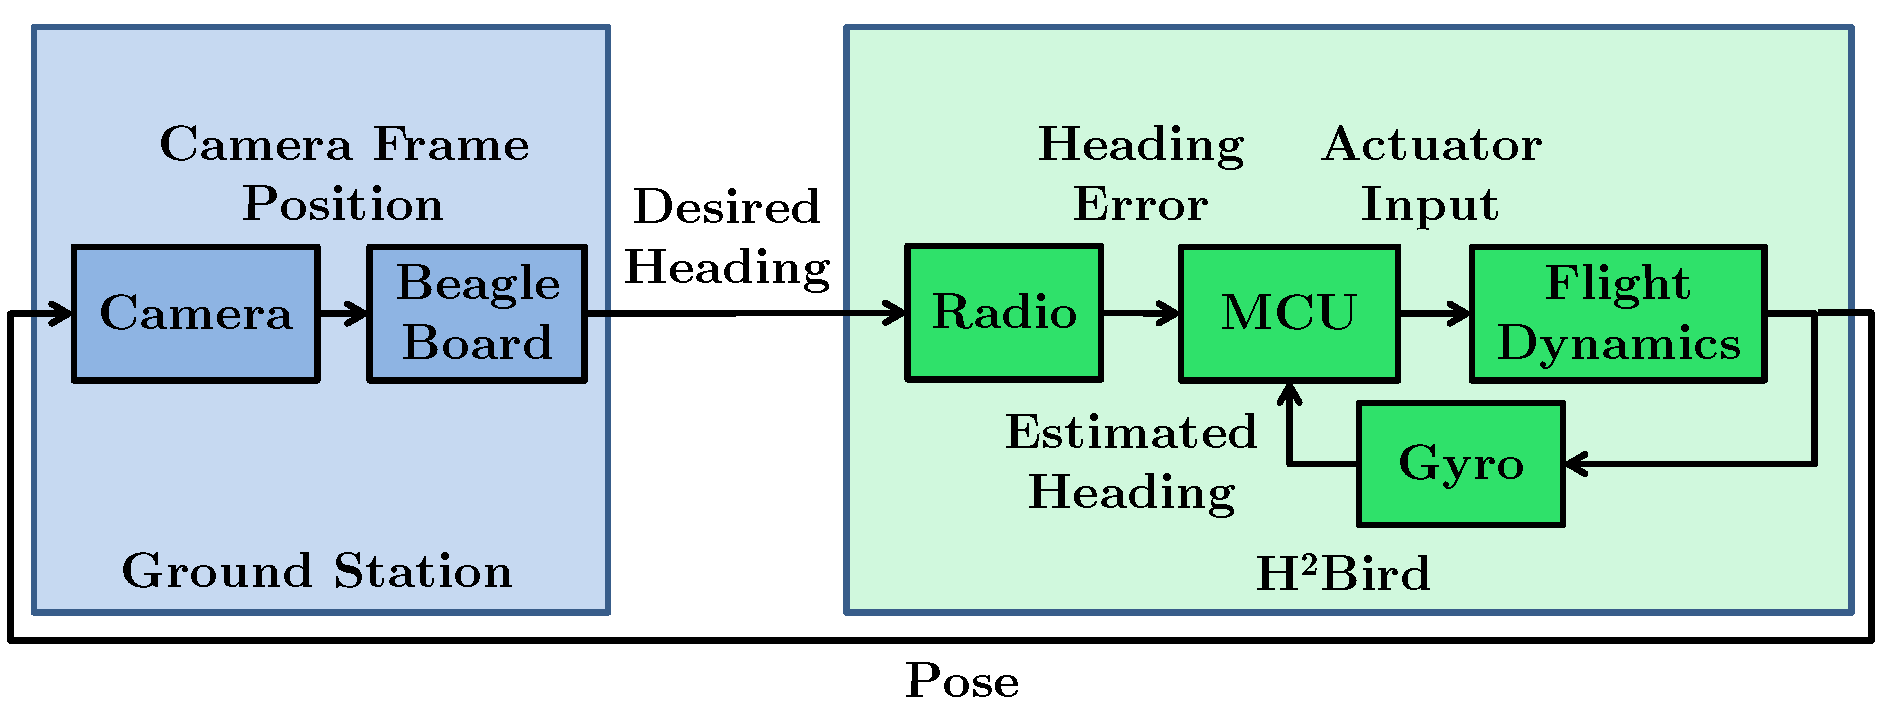 Camera Frame
Position
Camera
Beagle
Board
Ground Station
Desired
Heading
Heading
Error
Actuator
Input
Radio
MCU
Flight
Dynamics
Estimated
Heading
Gyro
H²Bird
Pose